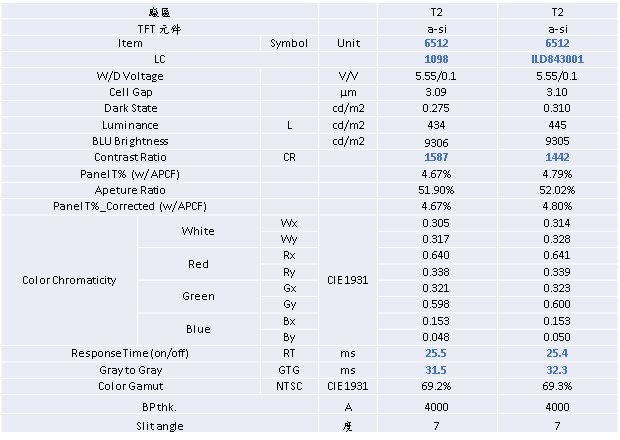 廠區 T2 T2
TFT 元件 a-si a-si
Item Symbol Unit 6512 6512
LC 1098 ILD843001
W/D Voltage V/V 5.55/0.1 5.55/0.1
Cell Gap μm 3.09 3.10
Dark State cd/m2 0.275 0.310
Luminance L cd/m2 434 445
BLU Brightness cd/m2 9306 9305
Contrast Ratio CR 1587 1442
Panel T% (w/APCF) 4.67% 4.79%
Apeture Ratio 51.90% 52.02%
Panel T%_Corrected (w/APCF) 4.67% 4.80%
Color Chromaticity White Wx CIE1931 0.305 0.314
Wy 0.317 0.328
Red Rx 0.640 0.641
Ry 0.338 0.339
Green Gx 0.321 0.323
Gy 0.598 0.600
Blue Bx 0.153 0.153
By 0.048 0.050
Response Time (on/off) RT ms 25.5 25.4
Gray to Gray GTG ms 31.5 32.3
Color Gamut NTSC CIE1931 69.2% 69.3%
BP thk. A 4000 4000
Slit angle 度 7 7